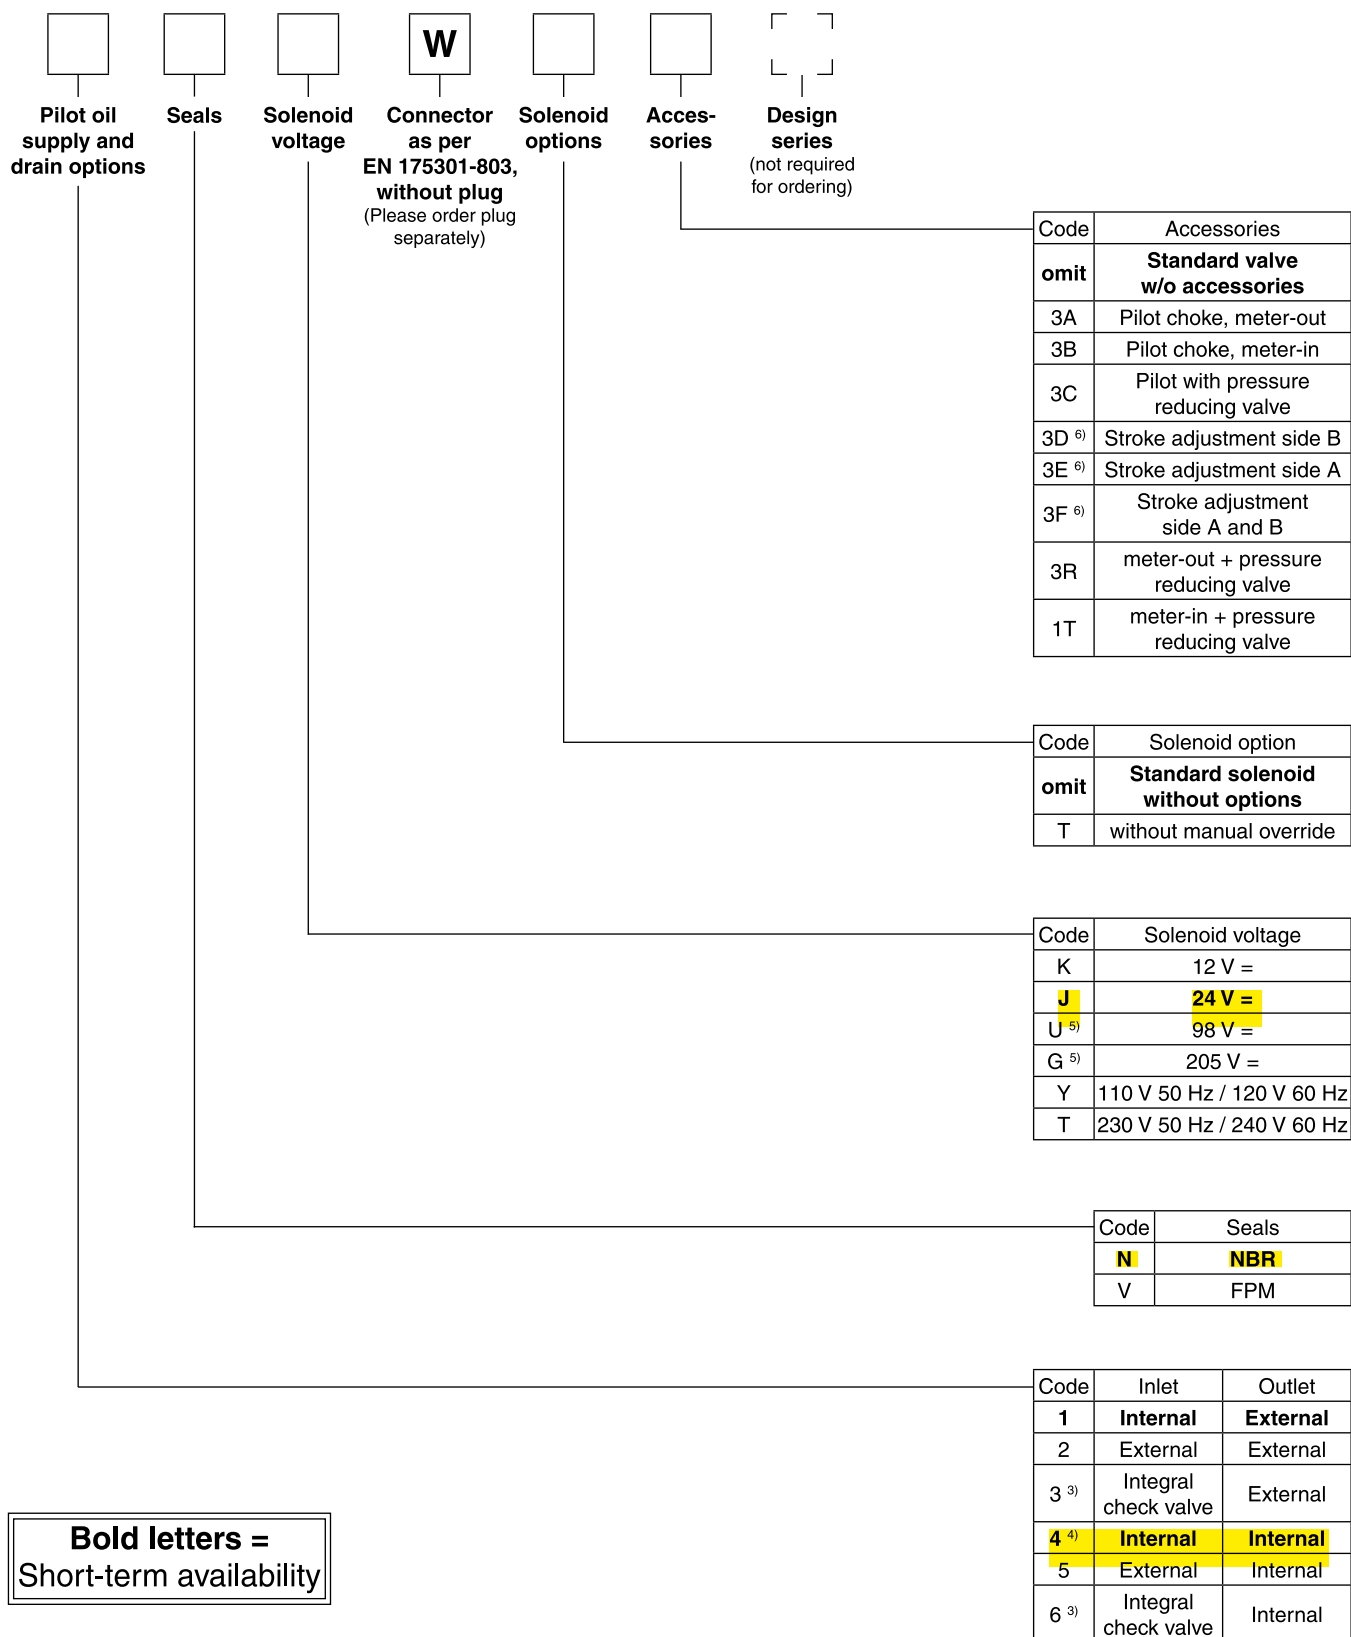 W
Pilot oil
supply and
drain options
Seals
Solenoid
voltage
Connector
as per
EN 175301-803,
without plug
(Please order plug
separately)
Solenoid
options
Acces-
sories
Design
series
(not required
for ordering)
Code Accessories
omit Standard valve
w/o accessories
3A Pilot choke, meter-out
3B Pilot choke, meter-in
3C Pilot with pressure
reducing valve
3D 6) Stroke adjustment side B
3E 6) Stroke adjustment side A
3F 6) Stroke adjustment
side A and B
3R meter-out + pressure
reducing valve
1T meter-in + pressure
reducing valve
Code Solenoid option
omit Standard solenoid
without options
T without manual override
Code Solenoid voltage
K 12 V =
J 24 V =
U 5) 98 V =
G 5) 205 V =
Y 110 V 50 Hz / 120 V 60 Hz
T 230 V 50 Hz / 240 V 60 Hz
Code Seals
N NBR
V FPM
Code Inlet Outlet
1 Internal External
2 External External
3 3) Integral
check valve External
4 4) Internal Internal
5 External Internal
6 3) Integral
check valve Internal
Bold letters =
Short-term availability